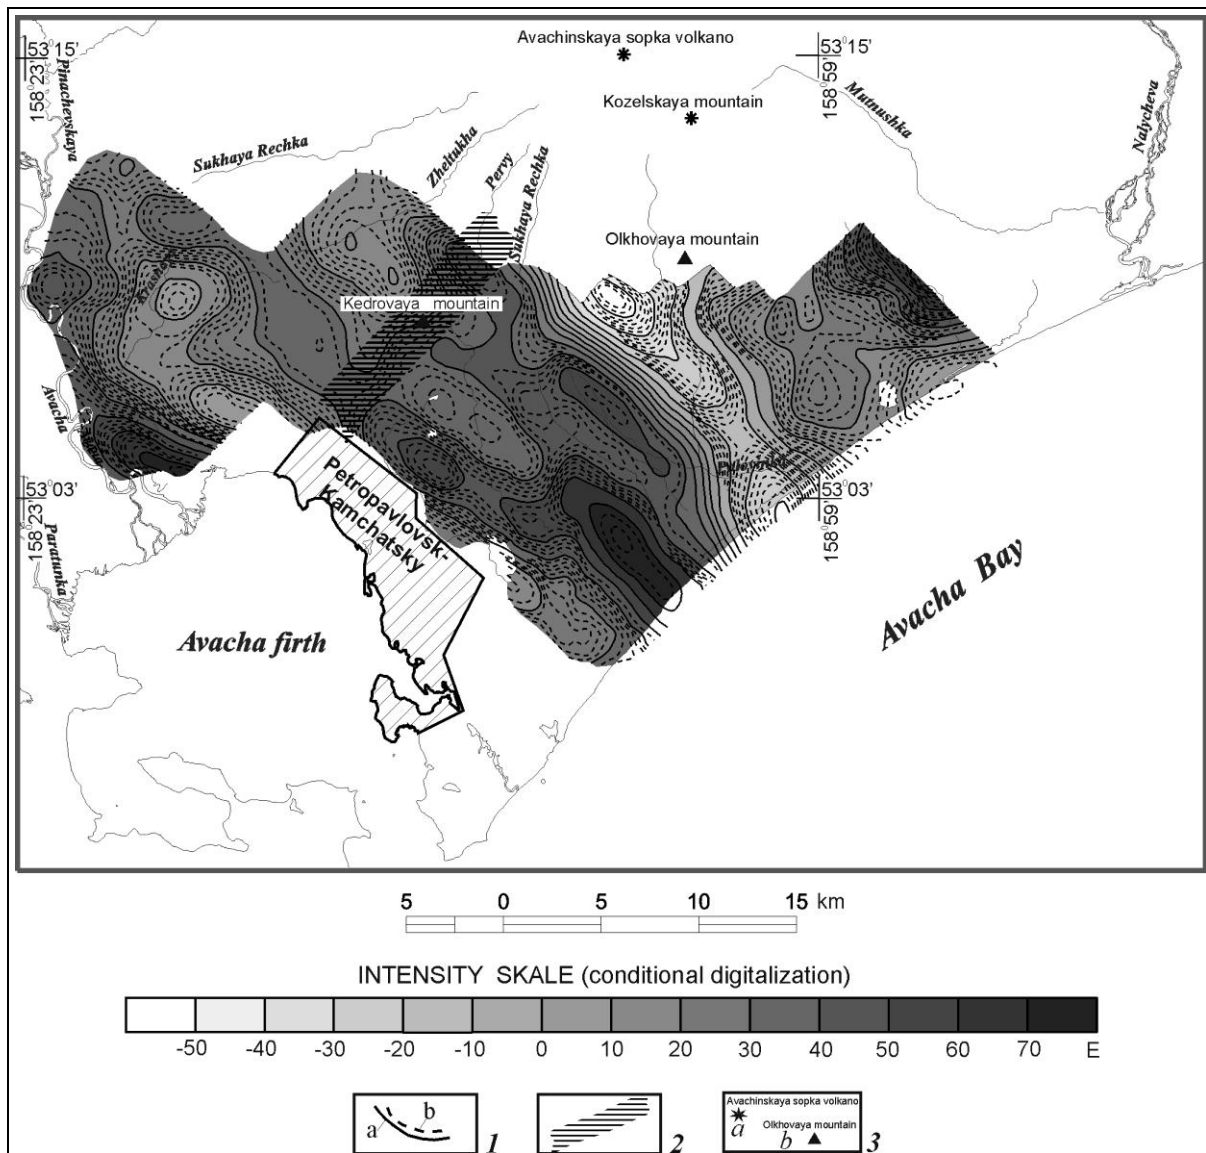 Avachinskaya sopka volkano
53°15'
158°23'
53°15'
158°59'
Pinachevskaya
Kozelskaya mountain
Mutnushka
Nalycheva
Sukhaya Rechka
Zheltukha
Pervy
Sukhaya Rechka
Olkhovaya mountain
Kedrovaya mountain
Avacha
53°03'
158°23'
53°03'
158°59'
Paratunka
Petropavlovsk-
Kamchatsky
Avacha firth
Avacha Bay
5 0 5 10 15 km
INTENSITY SKALE (conditional digitalization)
-50 -40 -30 -20 -10 0 10 20 30 40 50 60 70 E
a b 1
2
Avachinskaya sopka volkano
a
Olkhovaya mountain
b 3